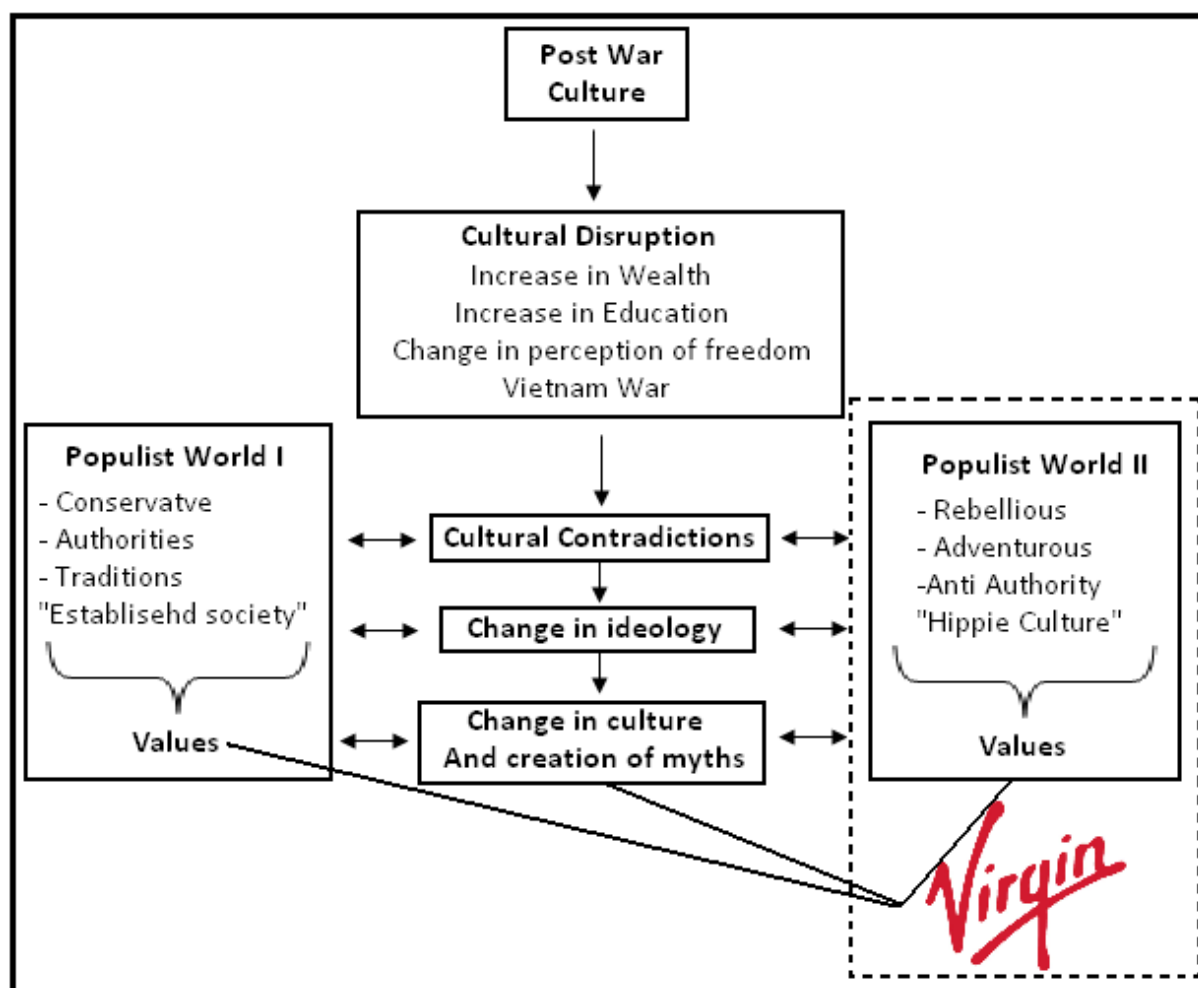 Post War
Culture
Cultural Disruption
Increase in Wealth
Increase in Education
Change in perception of freedom
Vietnam War
Populist World I
- Conservatve
- Authorities
- Traditions
"Establisehd society"
Values
Cultural Contradictions
Change in ideology
Change in culture
And creation of myths
Populist World II
- Rebellious
- Adventurous
-Anti Authority
"Hippie Culture"
Values
Virgin